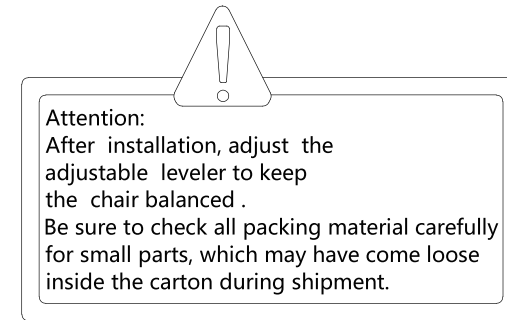 Attention:
After  installation, adjust  the
adjustable  leveler to keep
the  chair balanced .
Be sure to check all packing material carefully
for small parts, which may have come loose
inside the carton during shipment.